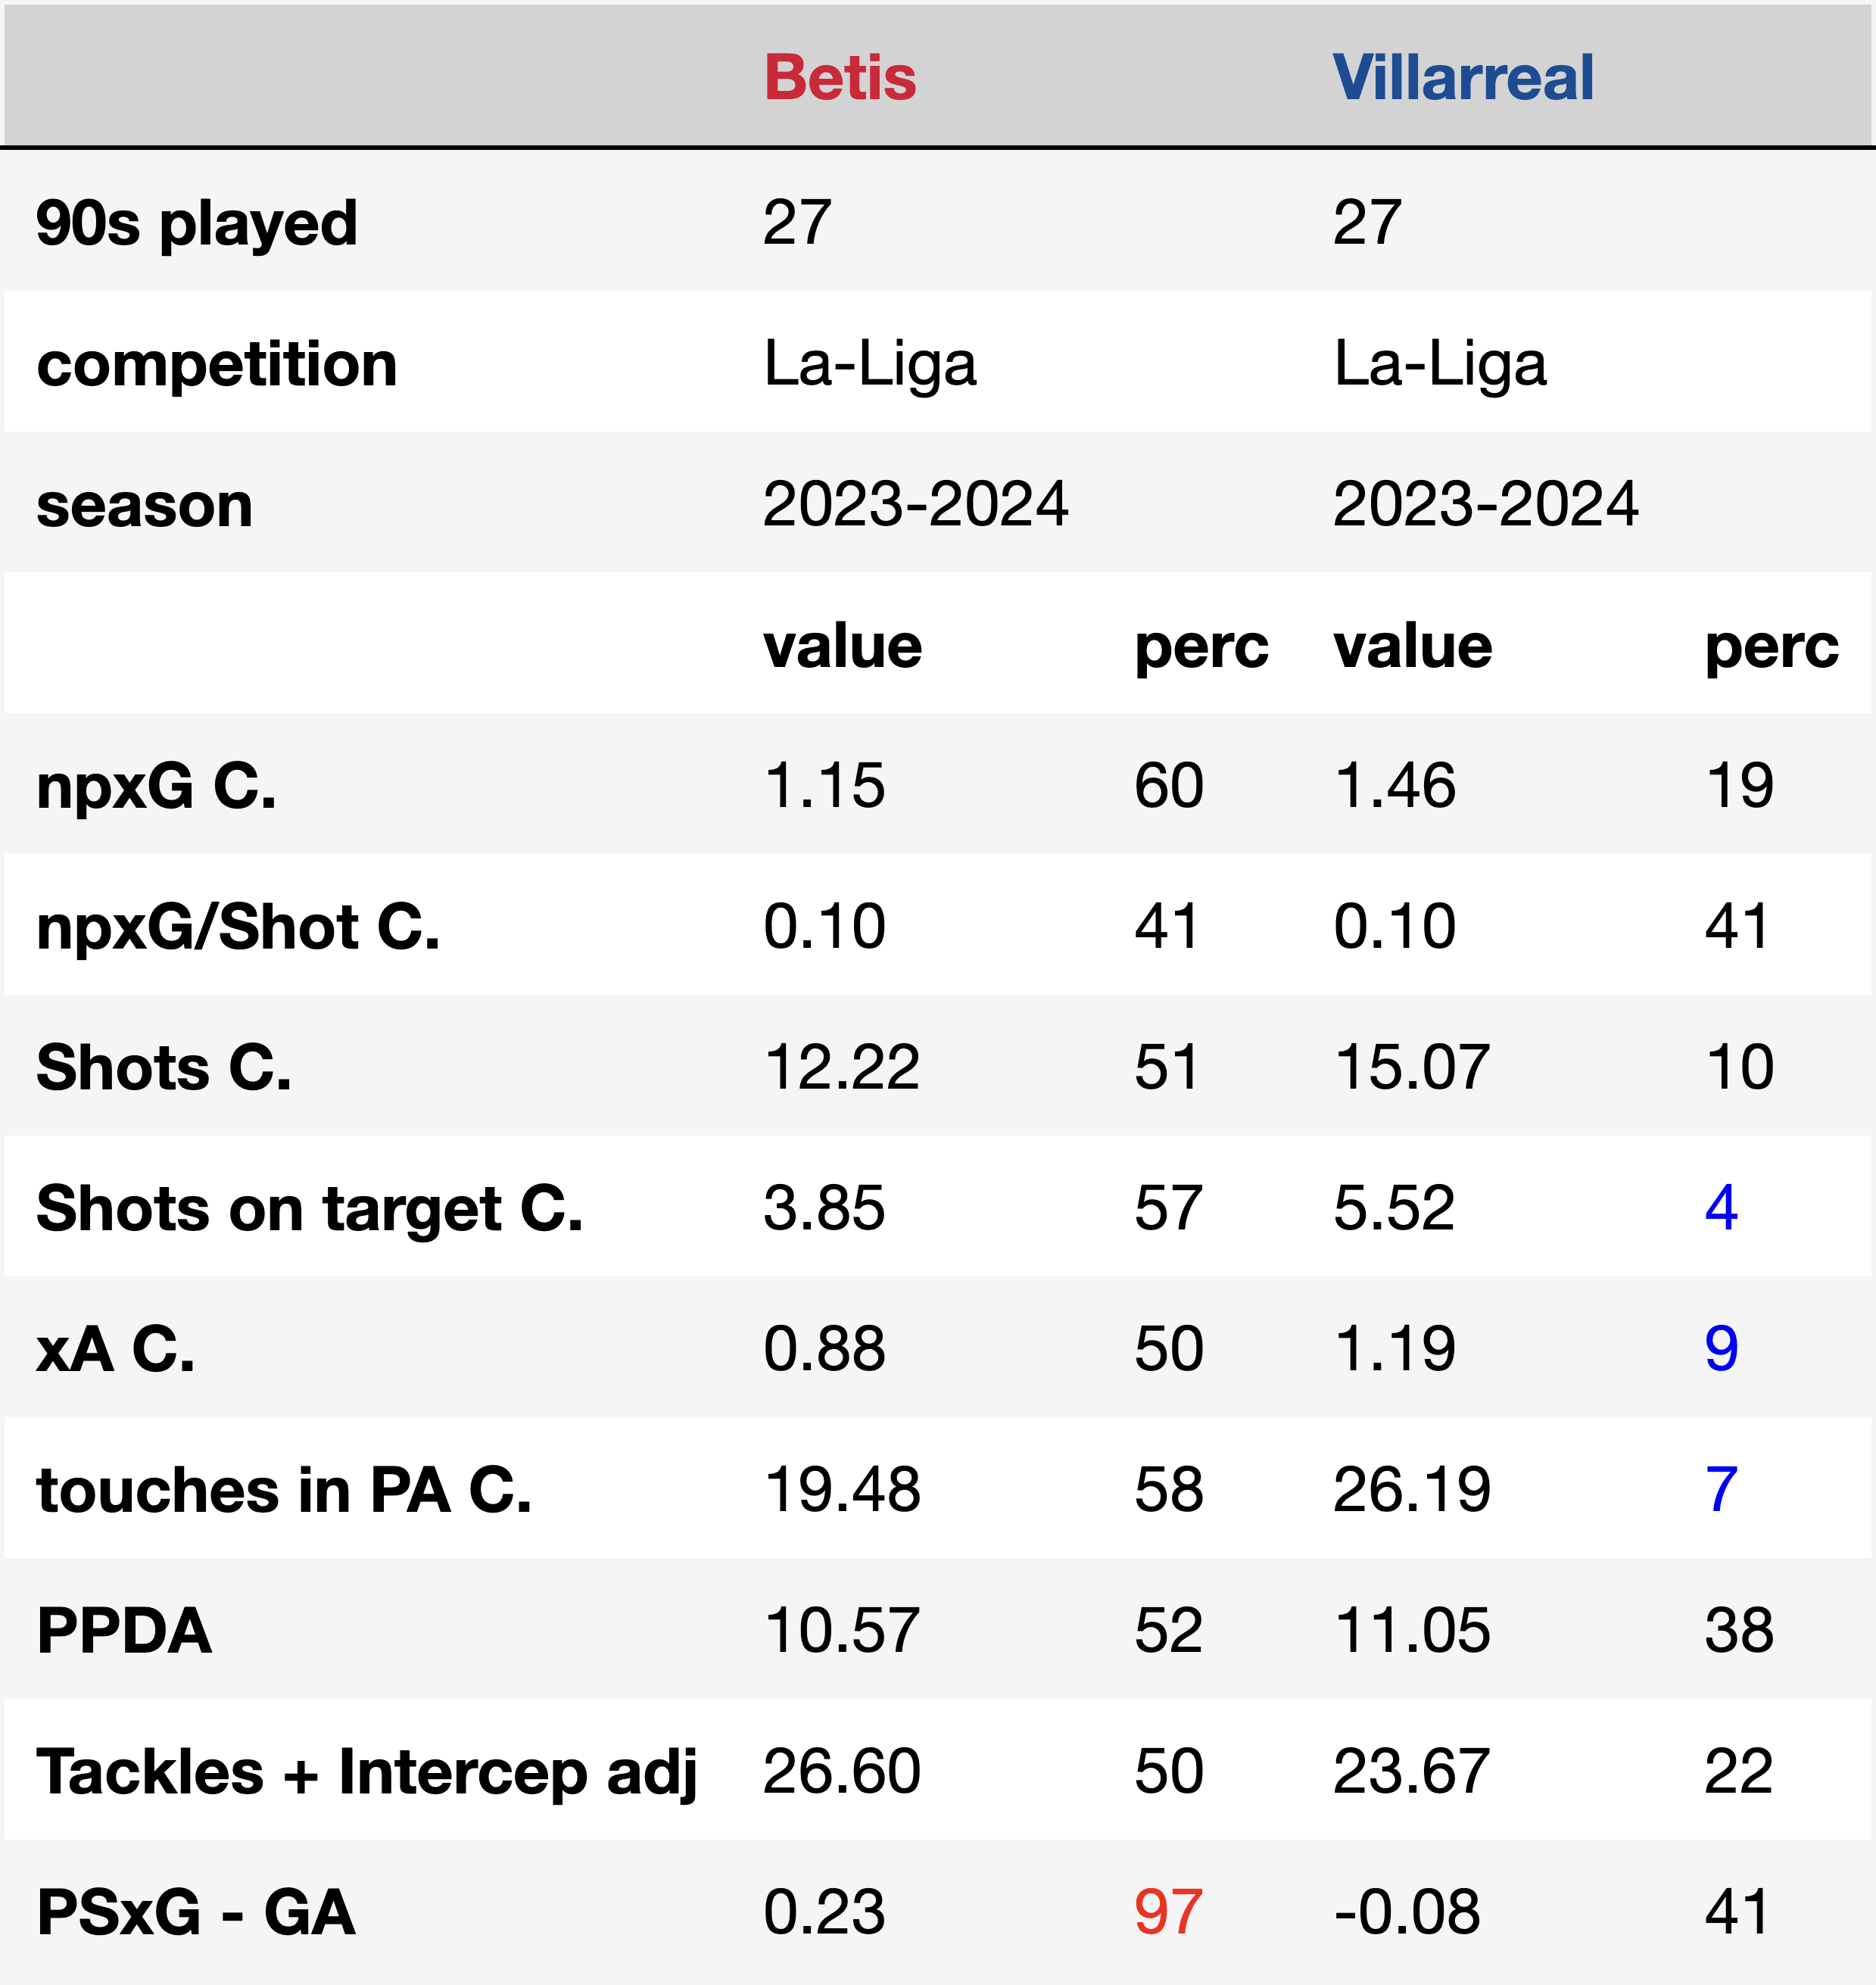 Betis Villarreal
90s played 27 27
competition La-Liga La-Liga
season 2023-2024 2023-2024
value perc value perc
npxG C. 1.15 60 1.46 19
npxG/Shot C. 0.10 41 0.10 41
Shots C. 12.22 51 15.07 10
Shots on target C. 3.85 57 5.52 4
xA C. 0.88 50 1.19 9
touches in PA C. 19.48 58 26.19 7
PPDA 10.57 52 11.05 38
Tackles + Intercep adj 26.60 50 23.67 22
PSxG - GA 0.23 97 -0.08 41